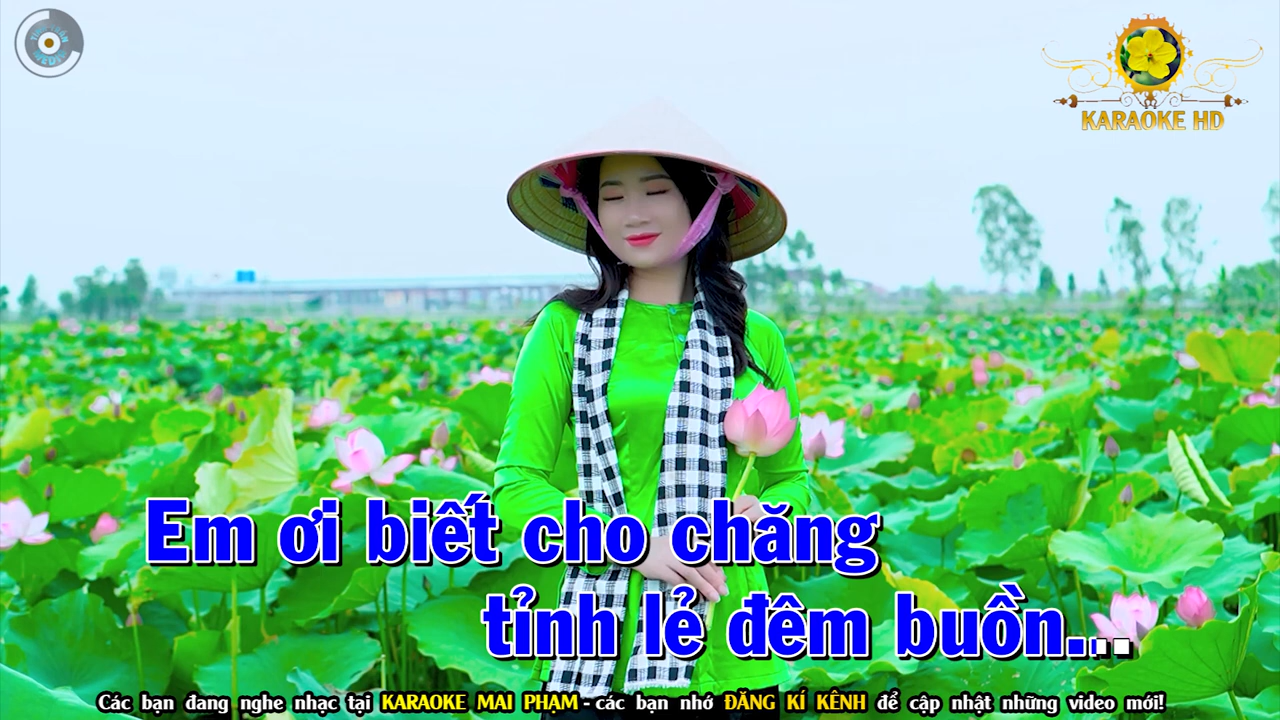 KARAOKE HD
Em ơi biết cho chăng
tỉnh lẻ đêm buồn...
Các bạn đang nghe nhạc tại KARAOKE MAI PHẠM - các bạn nhớ ĐĂNG KÍ KÊNH để cập nhật những video mới!